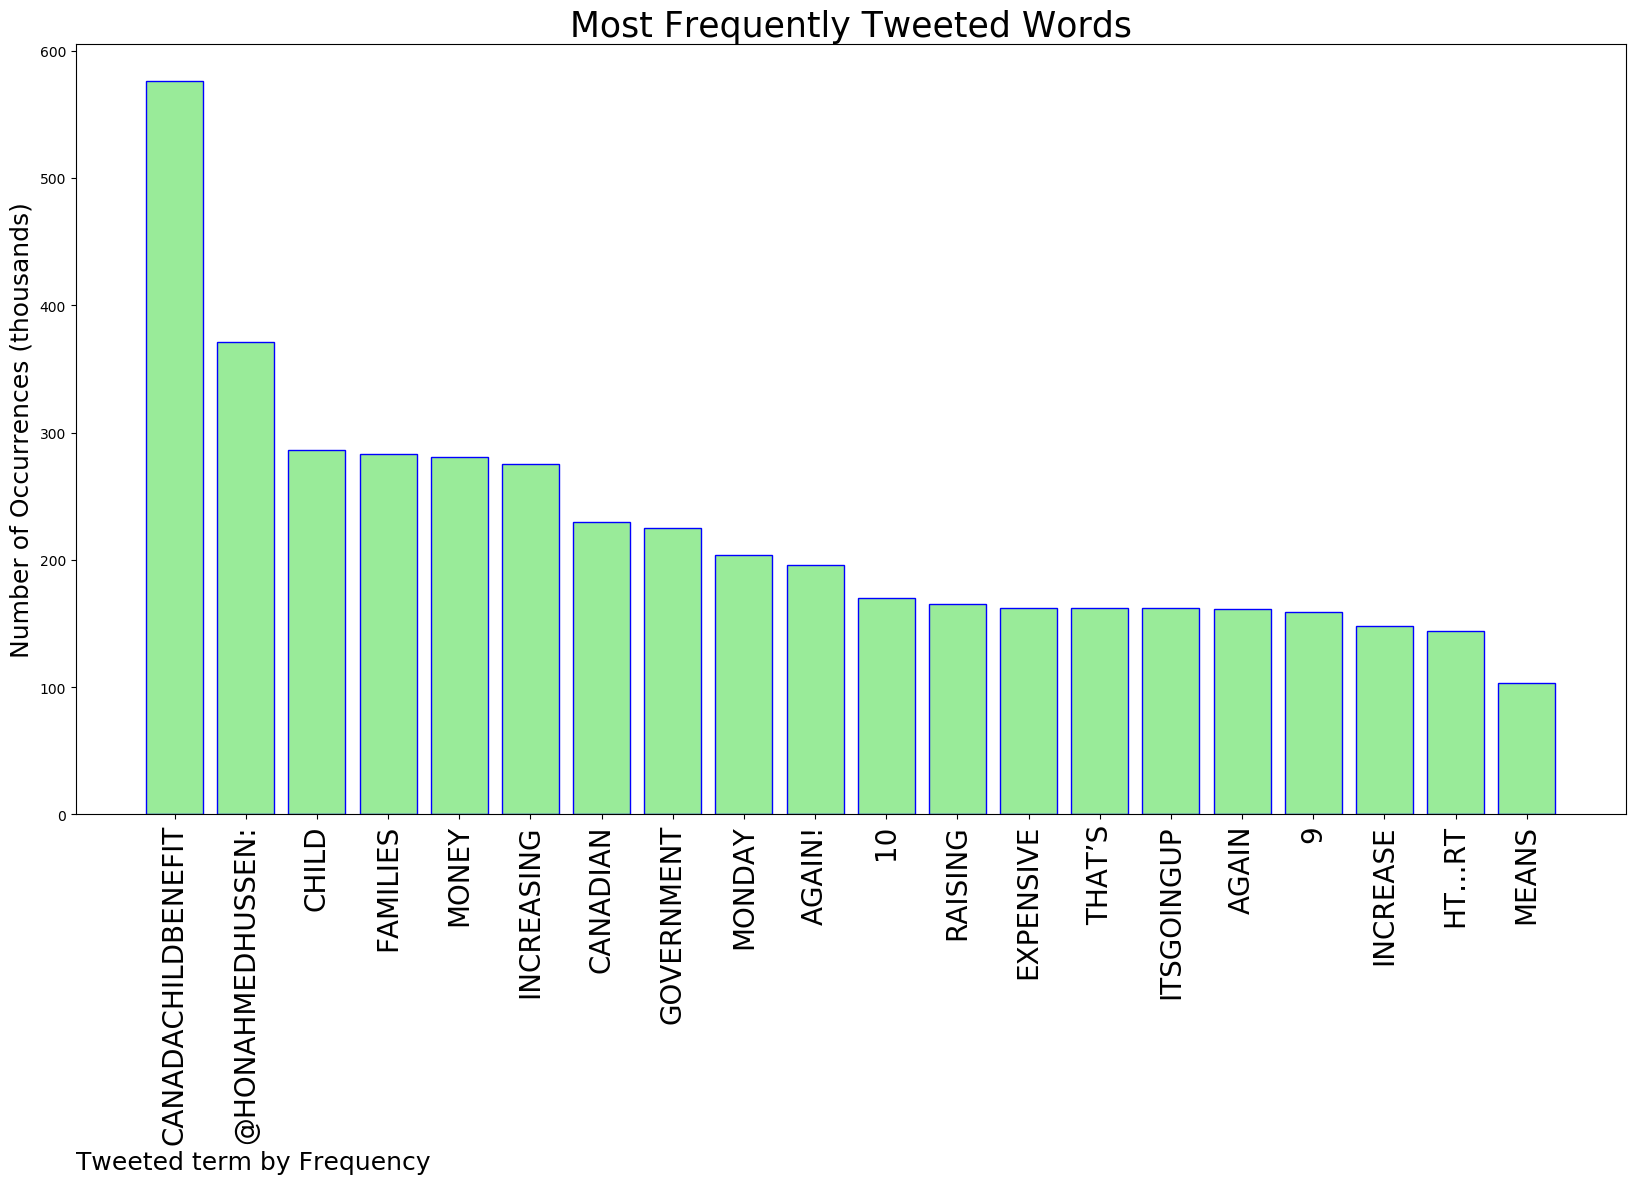 Most Frequently Tweeted Words
Number of Occurrences (thousands)
600
500
400
300
200
100
0
CANADACHILDBENEFIT
@HONAHMEDHUSSEN:
CHILD
FAMILIES
MONEY
INCREASING
CANADIAN
GOVERNMENT
MONDAY
AGAIN!
10
RAISING
EXPENSIVE
THAT’S
ITSGOINGUP
AGAIN
9
INCREASE
HT…RT
MEANS
Tweeted term by Frequency